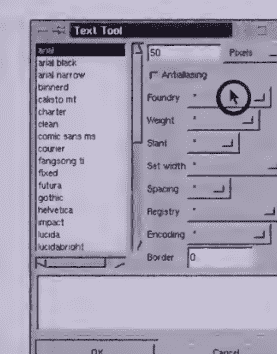 Text Tool
arial
50
Pixels
arial black
arial narrow
Antialiasing
binnerd
Foundry *
calisto mt
charter
Weight *
clean
comic sans ms
Slant *
courier
fangsong ti
Set width *
fixed
futura
Spacing *
gothic
helvetica
Registry *
impact
lucida
Encoding *
lucidabright
Border 0
OK
Cancel